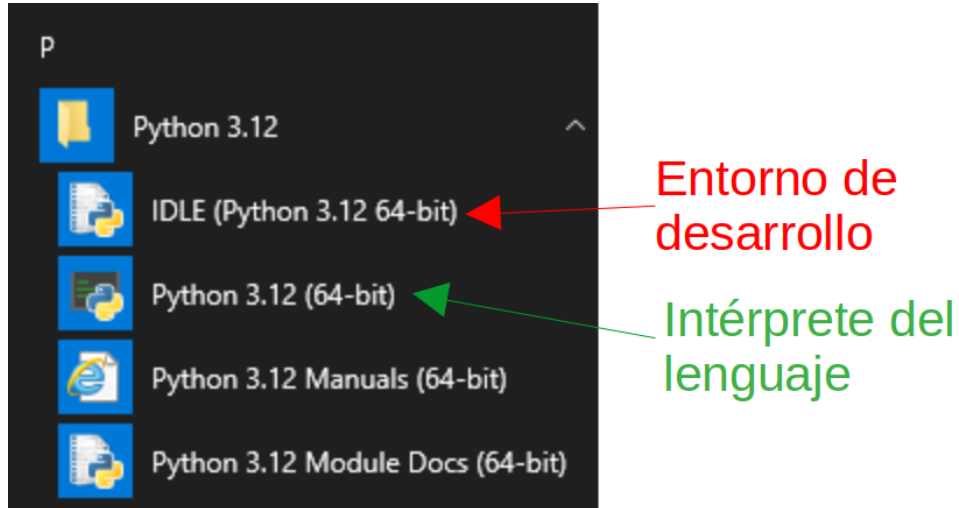 P
Python 3.12
IDLE (Python 3.12 64-bit)
Python 3.12 (64-bit)
Python 3.12 Manuals (64-bit)
Python 3.12 Module Docs (64-bit)
Entorno de
desarrollo
Intérprete del
lenguaje